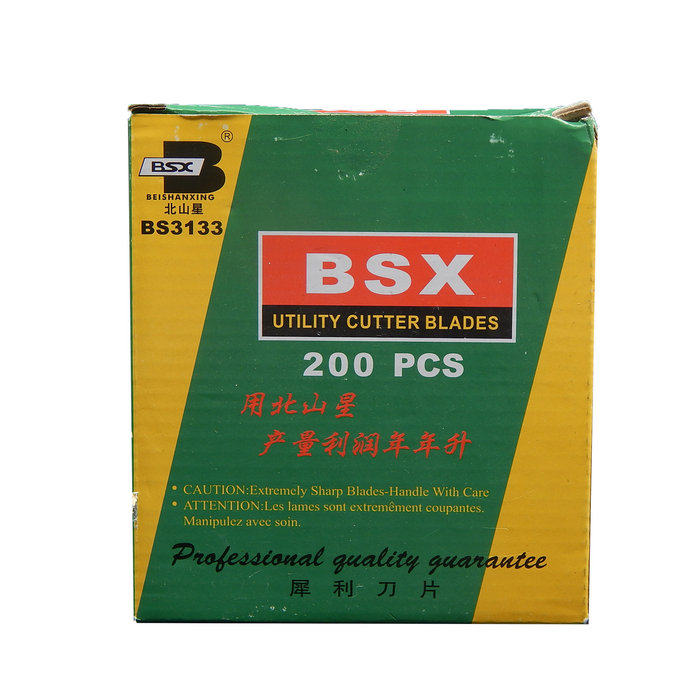 ®
B
BSX
BEISHANXING
北山星
BS3133
BSX
UTILITY CUTTER BLADES
200 PCS
用北山星
产量利润年年升
• CAUTION:Extremely Sharp Blades-Handle With Care
• ATTENTION:Les lames sont extremêment coupantes.
Manipulez avec soin.
Professional quality guarantee
犀利刀片